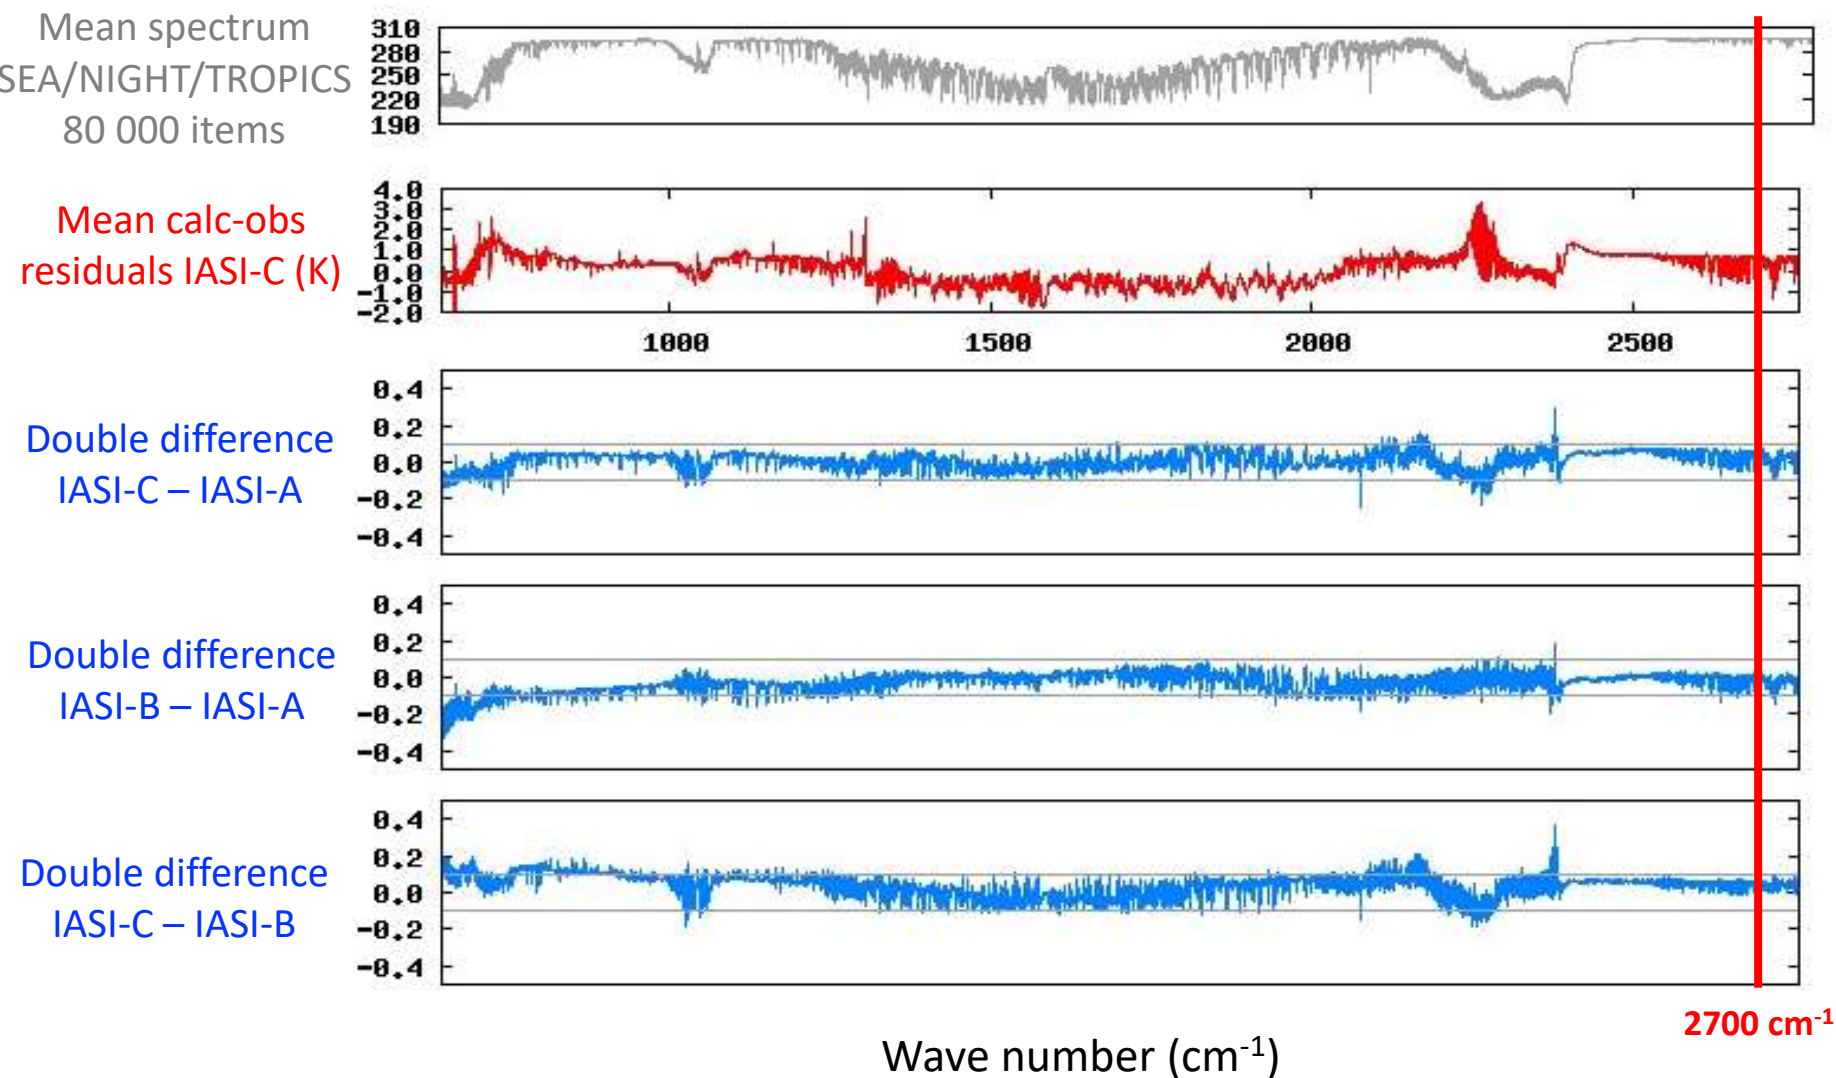 Mean spectrum
SEA/NIGHT/TROPICS
80 000 items
310
280
250
220
190
Mean calc-obs
residuals IASI-C (K)
4.0
3.0
2.0
1.0
0.0
-1.0
-2.0
1000 1500 2000 2500
Double difference
IASI-C – IASI-A
0.4
0.2
0.0
-0.2
-0.4
Double difference
IASI-B – IASI-A
0.4
0.2
0.0
-0.2
-0.4
Double difference
IASI-C – IASI-B
0.4
0.2
0.0
-0.2
-0.4
2700 cm-1
Wave number (cm-1)